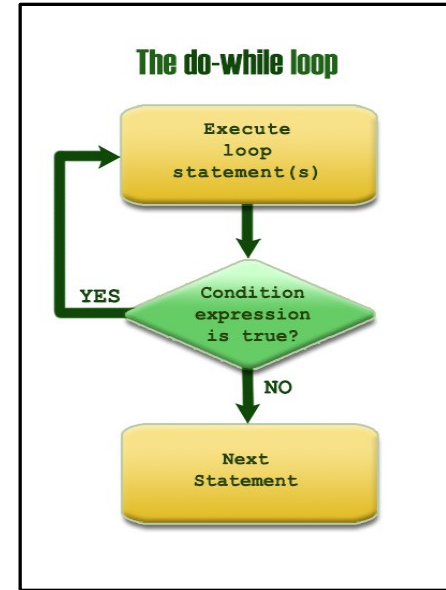 The do-while loop
Execute
loop
statement(s)
YES
Condition
expression
is true?
NO
Next
Statement